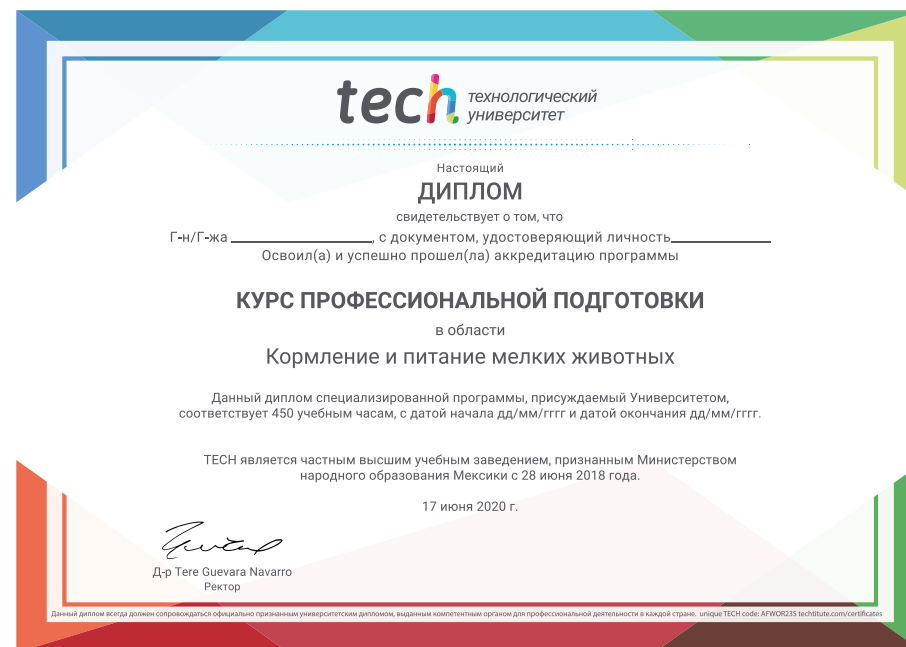 tech технологический
университет
Настоящий
ДИПЛОМ
свидетельствует о том, что
Г-н/Г-жа ____________________, с документом, удостоверяющий личность______________
Освоил(а) и успешно прошел(ла) аккредитацию программы
КУРС ПРОФЕССИОНАЛЬНОЙ ПОДГОТОВКИ
в области
Кормление и питание мелких животных
Данный диплом специализированной программы, присуждаемый Университетом,
соответствует 450 учебным часам, с датой начала дд/мм/гггг и датой окончания дд/мм/гггг.
TECH является частным высшим учебным заведением, признанным Министерством
народного образования Мексики с 28 июня 2018 года.
17 июня 2020 г.
Д-р Tere Guevara Navarro
Ректор
Данный диплом всегда должен сопровождаться официально признанным университетским дипломом, выданным компетентным органом для профессиональной деятельности в каждой стране. unique TECH code: AFWOR235 techtitute.com/certificates